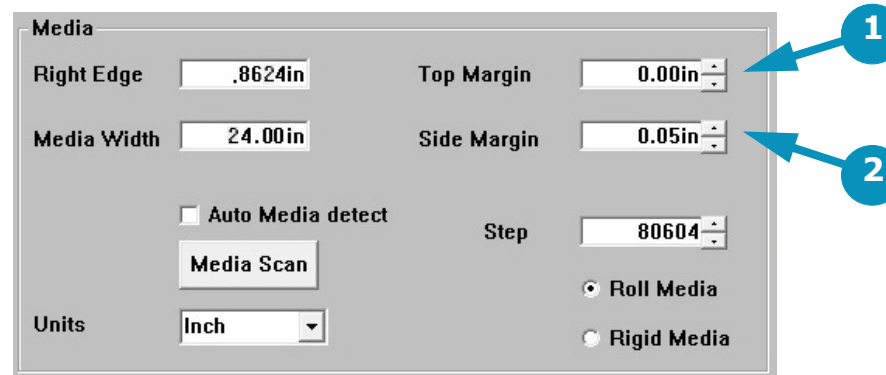 Media
Right Edge .8624in Top Margin 0.00in 1
Media Width 24.00in Side Margin 0.05in 2
Auto Media detect
Step 80604
Media Scan
Roll Media
Units Inch
Rigid Media